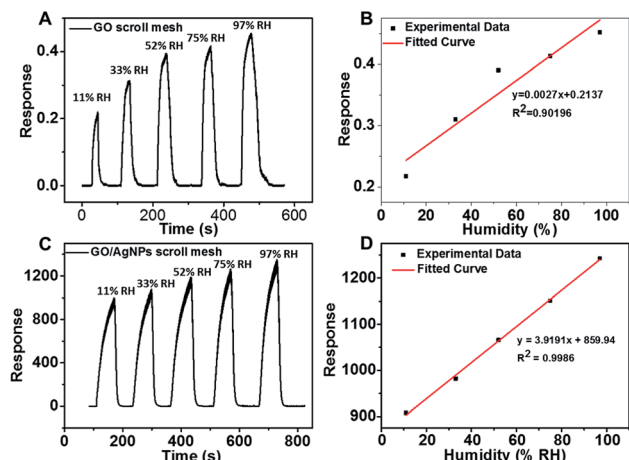 A
GO scroll mesh
11% RH
33% RH
52% RH
75% RH
97% RH
0.4
0.2
0.0
Response
0
200
400
600
Time (s)
B
Experimental Data
Fitted Curve
y=0.0027x+0.2137
R²=0.90196
0.4
0.3
0.2
Response
0
20
40
60
80
100
Humidity (%)
C
GO/AgNPs scroll mesh
11% RH
33% RH
52% RH
75% RH
97% RH
1200
800
400
0
Response
0
200
400
600
800
Time (s)
D
Experimental Data
Fitted Curve
y = 3.9191x + 859.94
R² = 0.9986
1200
1100
1000
900
Response
0
20
40
60
80
100
Humidity (% RH)